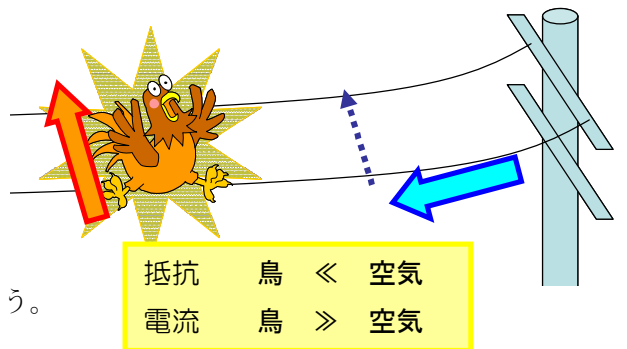 抵抗　鳥 ≪ 空気
電流　鳥 ≫ 空気
う。